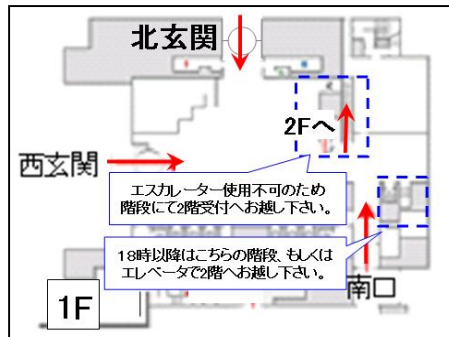 北玄関
2Fへ
西玄関
エスカレーター使用不可のため
階段にて2階受付へお越し下さい。
18時以降はこちらの階段、もしくは
エレベータで2階へお越し下さい。
南口
1F